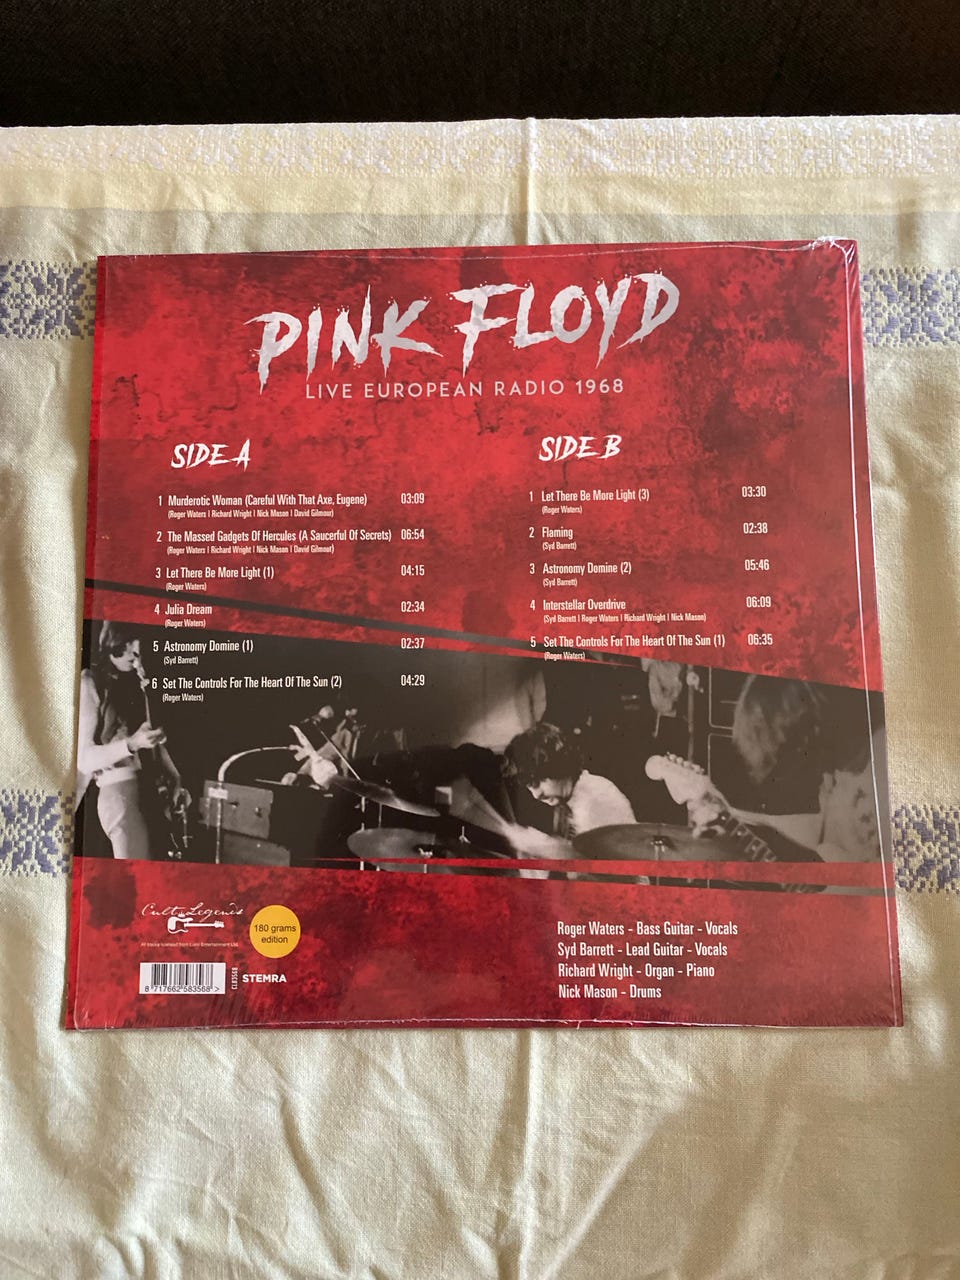 PINK FLOYD
LIVE EUROPEAN RADIO 1968
SIDE A
1 Murderotic Woman (Careful With That Axe, Eugene) 03:09
(Roger Waters | Richard Wright | Nick Mason | David Gilmour)
2 The Massed Gadgets Of Hercules (A Saucerful Of Secrets) 06:54
(Roger Waters | Richard Wright | Nick Mason | David Gilmour)
3 Let There Be More Light (1) 04:15
(Roger Waters)
4 Julia Dream 02:34
(Roger Waters)
5 Astronomy Domine (1) 02:37
(Syd Barrett)
6 Set The Controls For The Heart Of The Sun (2) 04:29
(Roger Waters)
SIDE B
1 Let There Be More Light (3) 03:30
(Roger Waters)
2 Flaming 02:38
(Syd Barrett)
3 Astronomy Domine (2) 05:46
(Syd Barrett)
4 Interstellar Overdrive 06:09
(Syd Barrett | Roger Waters | Richard Wright | Nick Mason)
5 Set The Controls For The Heart Of The Sun (1) 06:35
(Roger Waters)
Cult Legends
All tracks licensed from Laser Entertainment Ltd.
180 grams
edition
8 717662 583568 >
CL83568
STEMRA
Roger Waters - Bass Guitar - Vocals
Syd Barrett - Lead Guitar - Vocals
Richard Wright - Organ - Piano
Nick Mason - Drums